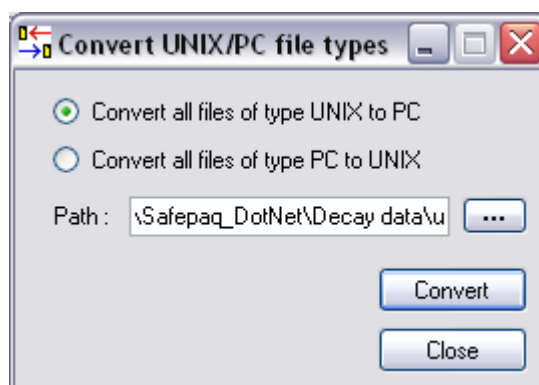 Convert UNIX/PC file types
Convert all files of type UNIX to PC
Convert all files of type PC to UNIX
Path : \Safepaq_DotNet\Decay data\u ...
Convert
Close